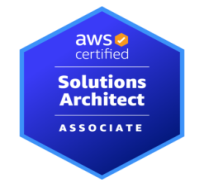 aws
certified
Solutions
Architect
ASSOCIATE